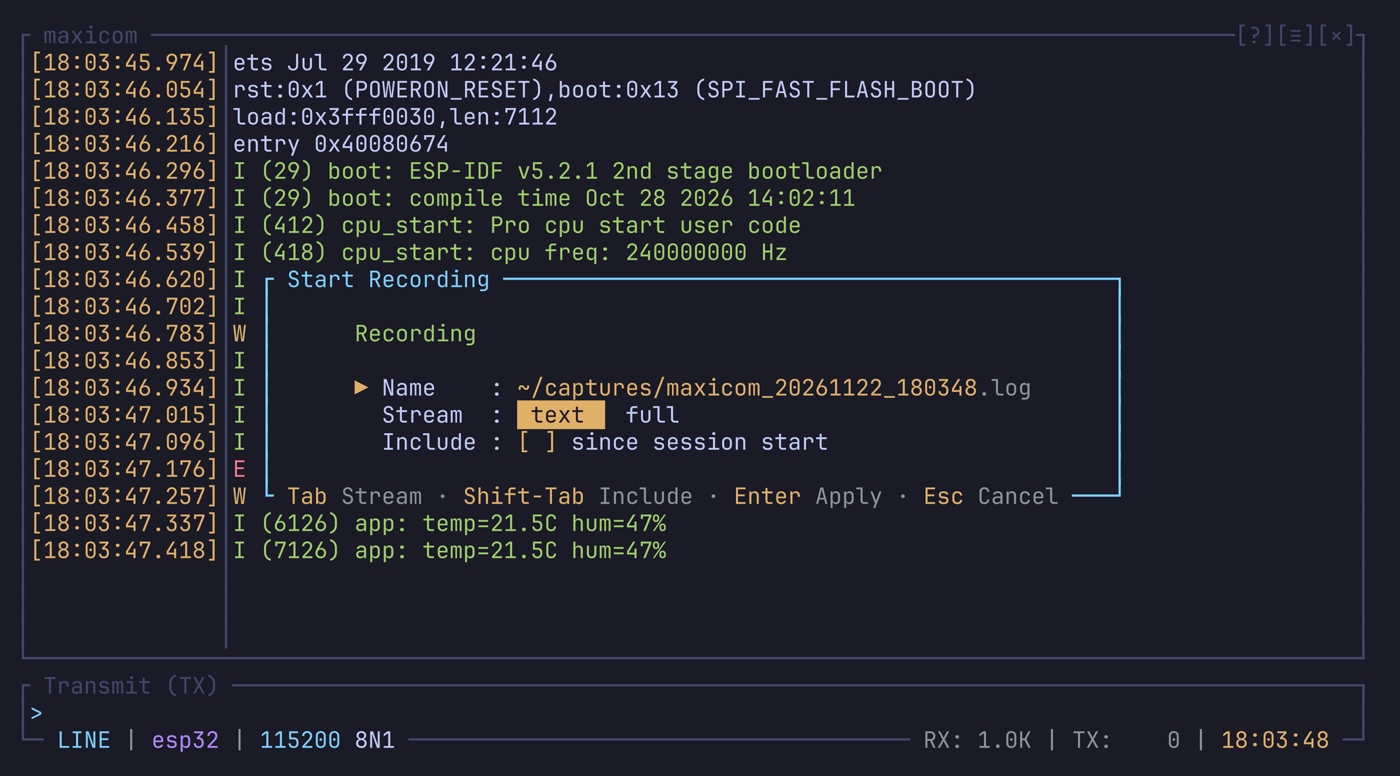 maxicom [?][≡][×]
[18:03:45.974] ets Jul 29 2019 12:21:46
[18:03:46.054] rst:0x1 (POWERON_RESET),boot:0x13 (SPI_FAST_FLASH_BOOT)
[18:03:46.135] load:0x3fff0030,len:7112
[18:03:46.216] entry 0x40080674
[18:03:46.296] I (29) boot: ESP-IDF v5.2.1 2nd stage bootloader
[18:03:46.377] I (29) boot: compile time Oct 28 2026 14:02:11
[18:03:46.458] I (412) cpu_start: Pro cpu start user code
[18:03:46.539] I (418) cpu_start: cpu freq: 240000000 Hz
[18:03:46.620] I Start Recording
[18:03:46.702] I
[18:03:46.783] W Recording
[18:03:46.853] I
[18:03:46.934] I ▶ Name : ~/captures/maxicom_20261122_180348.log
[18:03:47.015] I Stream : text full
[18:03:47.096] I Include : [ ] since session start
[18:03:47.176] E
[18:03:47.257] W Tab Stream · Shift-Tab Include · Enter Apply · Esc Cancel
[18:03:47.337] I (6126) app: temp=21.5C hum=47%
[18:03:47.418] I (7126) app: temp=21.5C hum=47%
Transmit (TX)
>
LINE | esp32 | 115200 8N1 RX: 1.0K | TX: 0 | 18:03:48